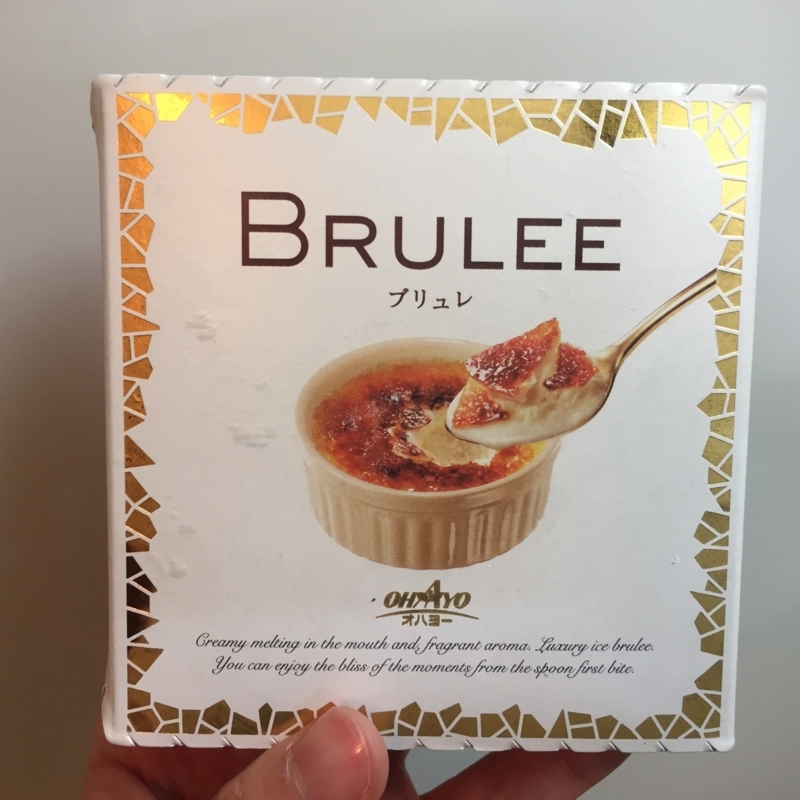 BRULEE
ブリュレ
OHAYO
オハヨー
Creamy melting in the mouth and, fragrant aroma. Luxury ice brulee.
You can enjoy the bliss of the moments from the spoon first bite.